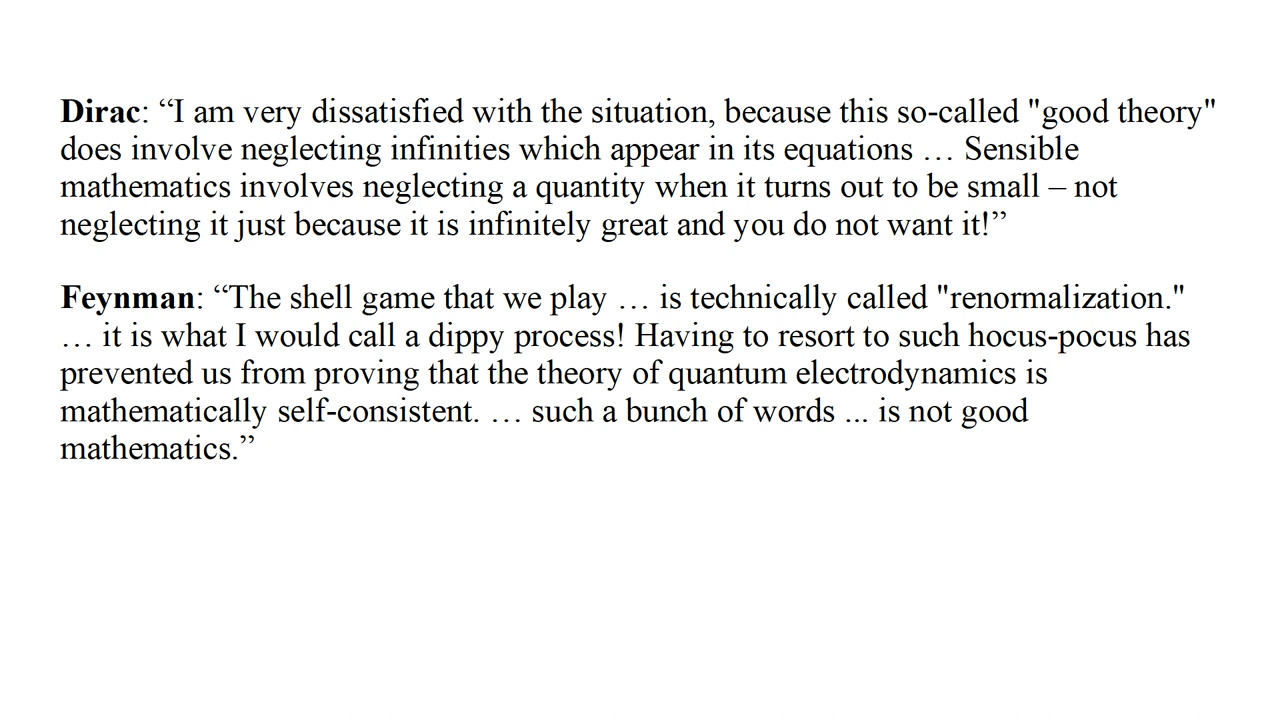 Dirac: “I am very dissatisfied with the situation, because this so-called "good theory"
does involve neglecting infinities which appear in its equations … Sensible
mathematics involves neglecting a quantity when it turns out to be small – not
neglecting it just because it is infinitely great and you do not want it!”
Feynman: “The shell game that we play … is technically called "renormalization."
… it is what I would call a dippy process! Having to resort to such hocus-pocus has
prevented us from proving that the theory of quantum electrodynamics is
mathematically self-consistent. … such a bunch of words ... is not good
mathematics.”